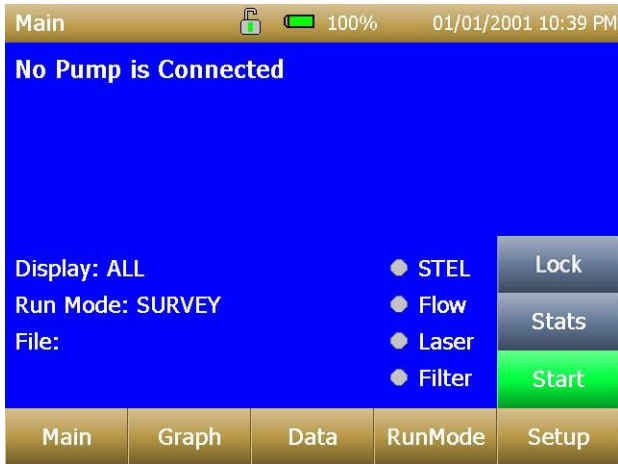 Main 100% 01/01/2001 10:39 PM
No Pump is Connected
Display: ALL
Run Mode: SURVEY
File:
STEL
Flow
Laser
Filter
Lock
Stats
Start
Main Graph Data RunMode Setup